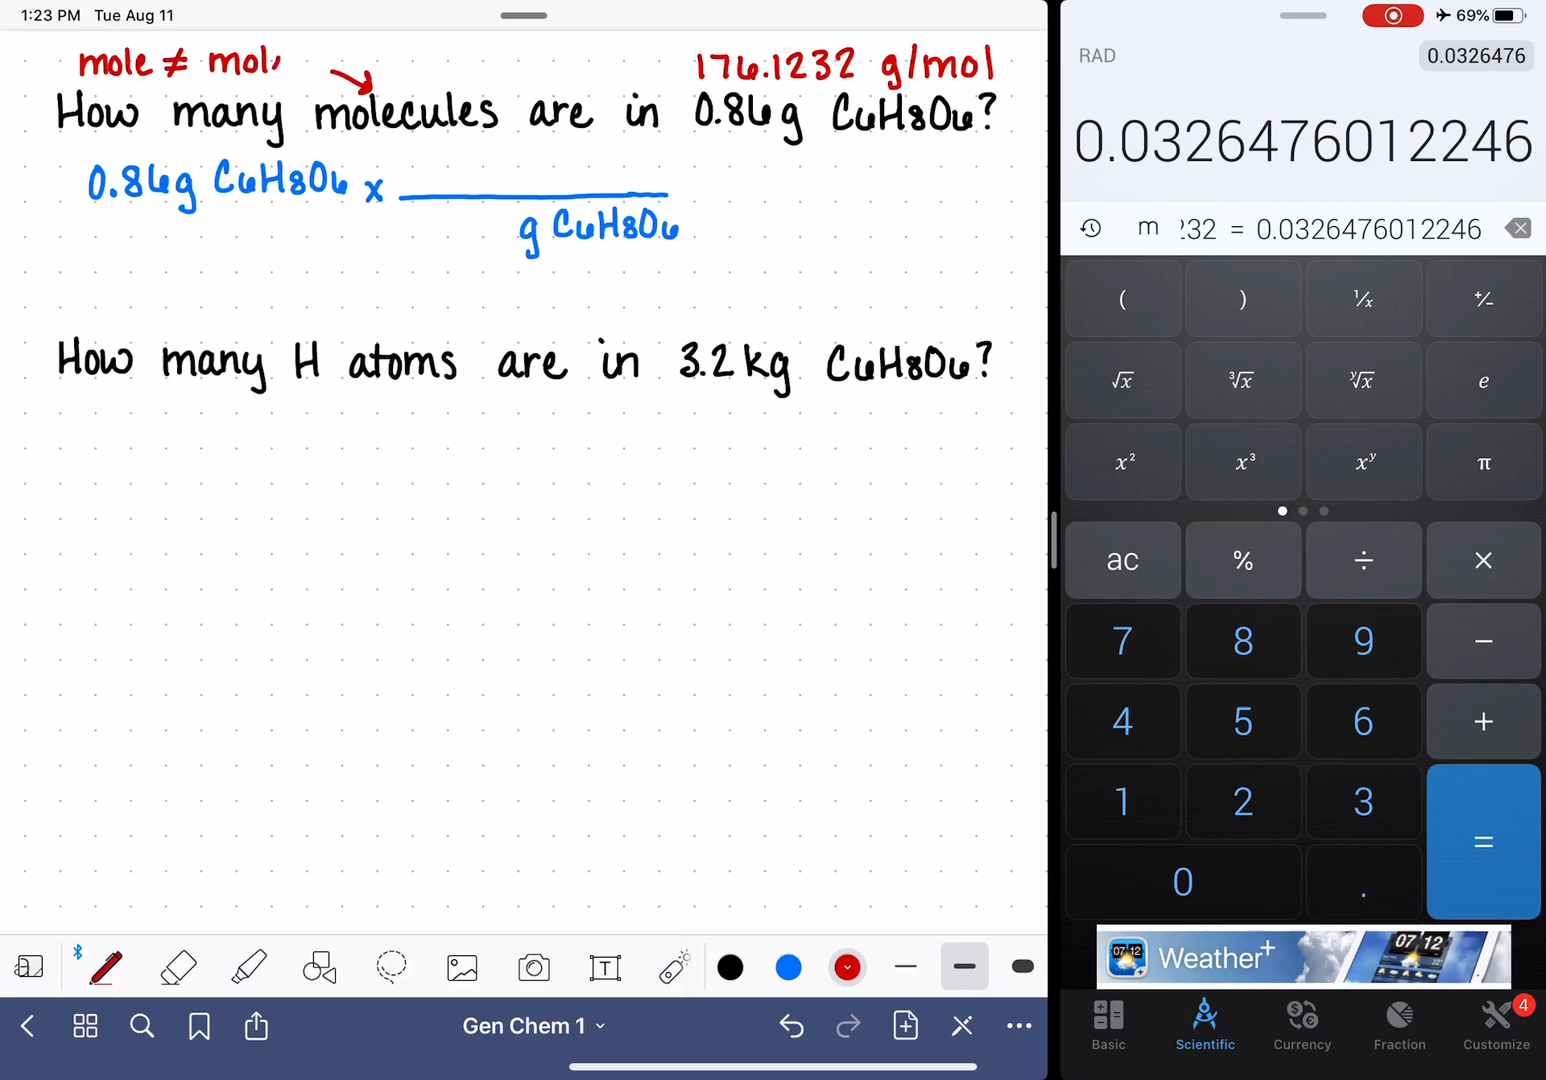 1:23 PM Tue Aug 11
mole ≠ mol
176.1232 g/mol
How many molecules are in 0.86g C6H8O6?
0.86g C6H8O6 x
g C6H8O6
How many H atoms are in 3.2kg C6H8O6?
T
Gen Chem 1
69%
RAD 0.0326476
0.0326476012246
m 232 = 0.0326476012246
( ) 1/x +/-
√x ∛x y√x e
x² x³ xʸ π
ac % ÷ ×
7 8 9 −
4 5 6 +
1 2 3 =
0 .
07 12 Weather+ 07 12
4
Basic Scientific Currency Fraction Customize